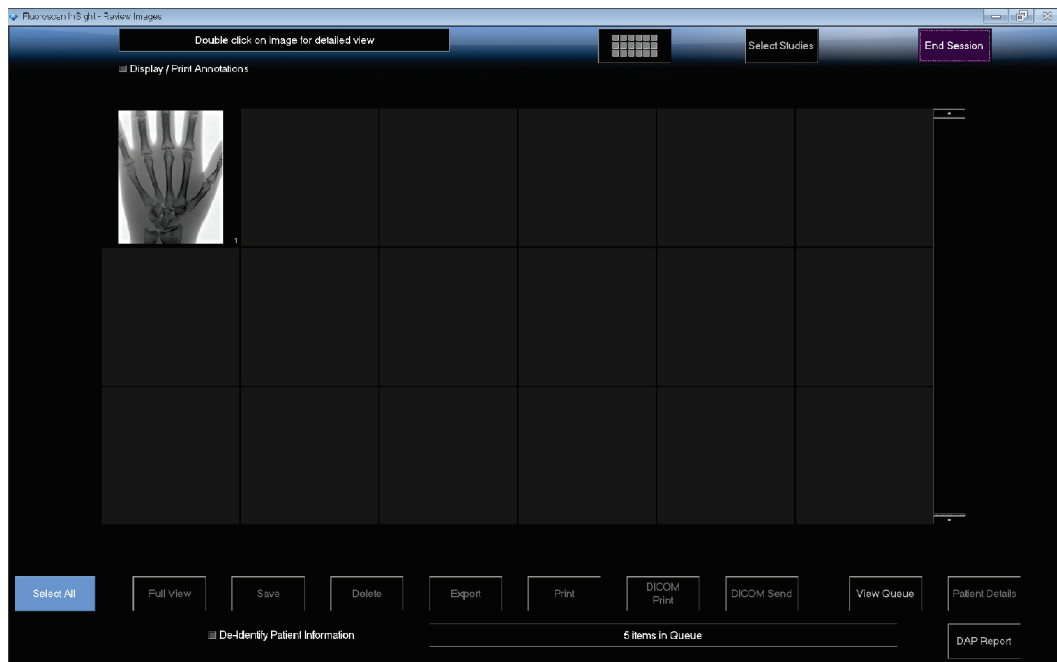 Fluoroscan InSight - Review Images
Double click on image for detailed view
Select Studies
End Session
Display / Print Annotations
1
Select All
Full View
Save
Delete
Export
Print
DICOM
Print
DICOM Send
View Queue
Patient Details
De-Identify Patient Information
5 items in Queue
DAP Report